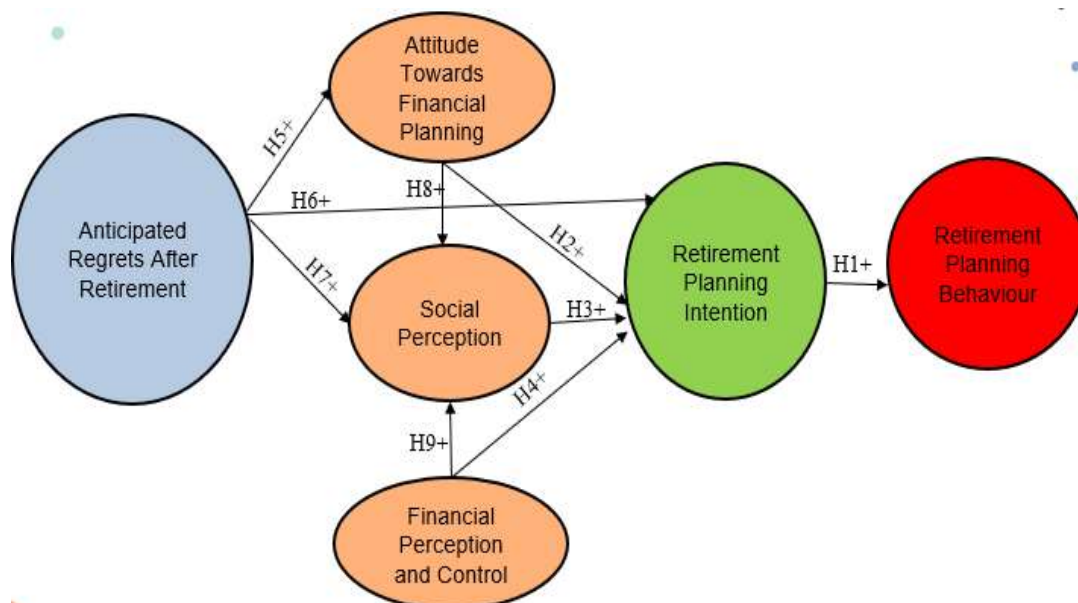 Attitude
Towards
Financial
Planning
H5+
H8+
H6+
H2+
Anticipated
Regrets After
Retirement
H7+
Social
Perception
H3+
Retirement
Planning
Intention
H1+
Retirement
Planning
Behaviour
H4+
H9+
Financial
Perception
and Control